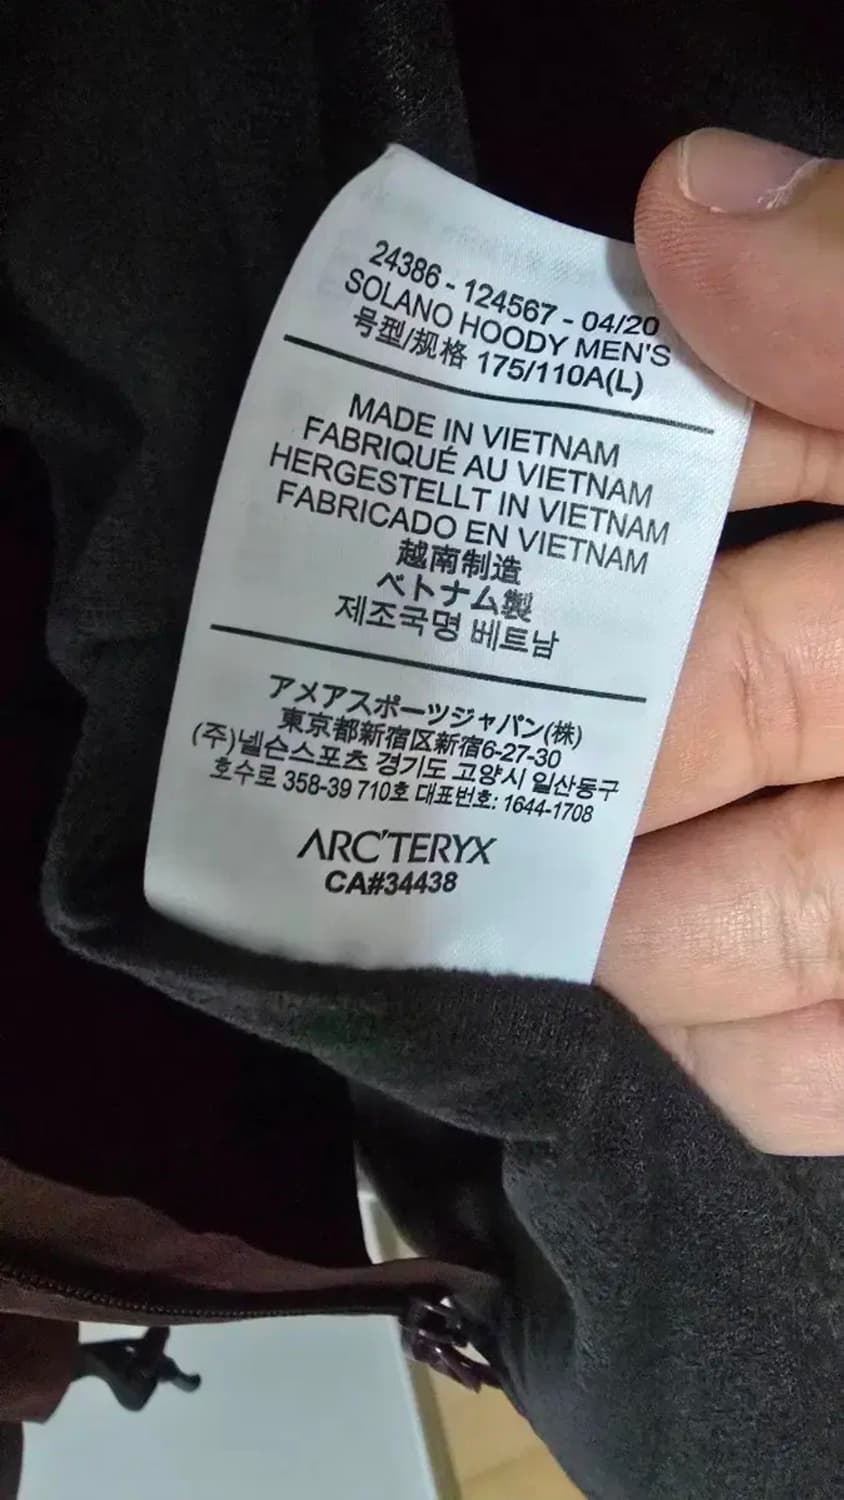 24386 - 124567 - 04/20
SOLANO HOODY MEN'S
号型/规格 175/110A(L)
MADE IN VIETNAM
FABRIQUÉ AU VIETNAM
HERGESTELLT IN VIETNAM
FABRICADO EN VIETNAM
越南制造
ベトナム製
제조국명 베트남
アメアスポーツジャパン(株)
東京都新宿区新宿6-27-30
(주)넬슨스포츠 경기도 고양시 일산동구
호수로 358-39 710호 대표번호: 1644-1708
ARC'TERYX
CA#34438